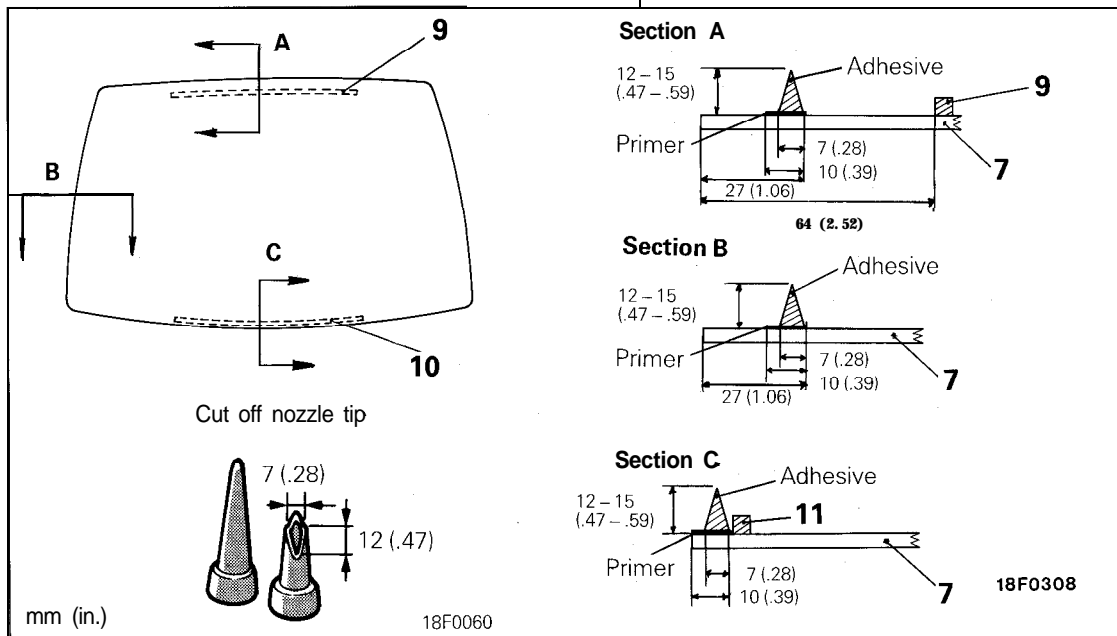 A
9
B
C
10
Cut off nozzle tip
7 (.28)
12 (.47)
mm (in.)
18F0060
Section A
12 – 15
(.47 – .59)
Adhesive
9
Primer
7 (.28)
7
10 (.39)
27 (1.06)
64 (2. 52)
Section B
Adhesive
12 – 15
(.47 – .59)
Primer
7 (.28)
7
10 (.39)
27 (1.06)
Section C
Adhesive
12 – 15
(.47 – .59)
11
Primer
7 (.28)
7
10 (.39)
18F0308